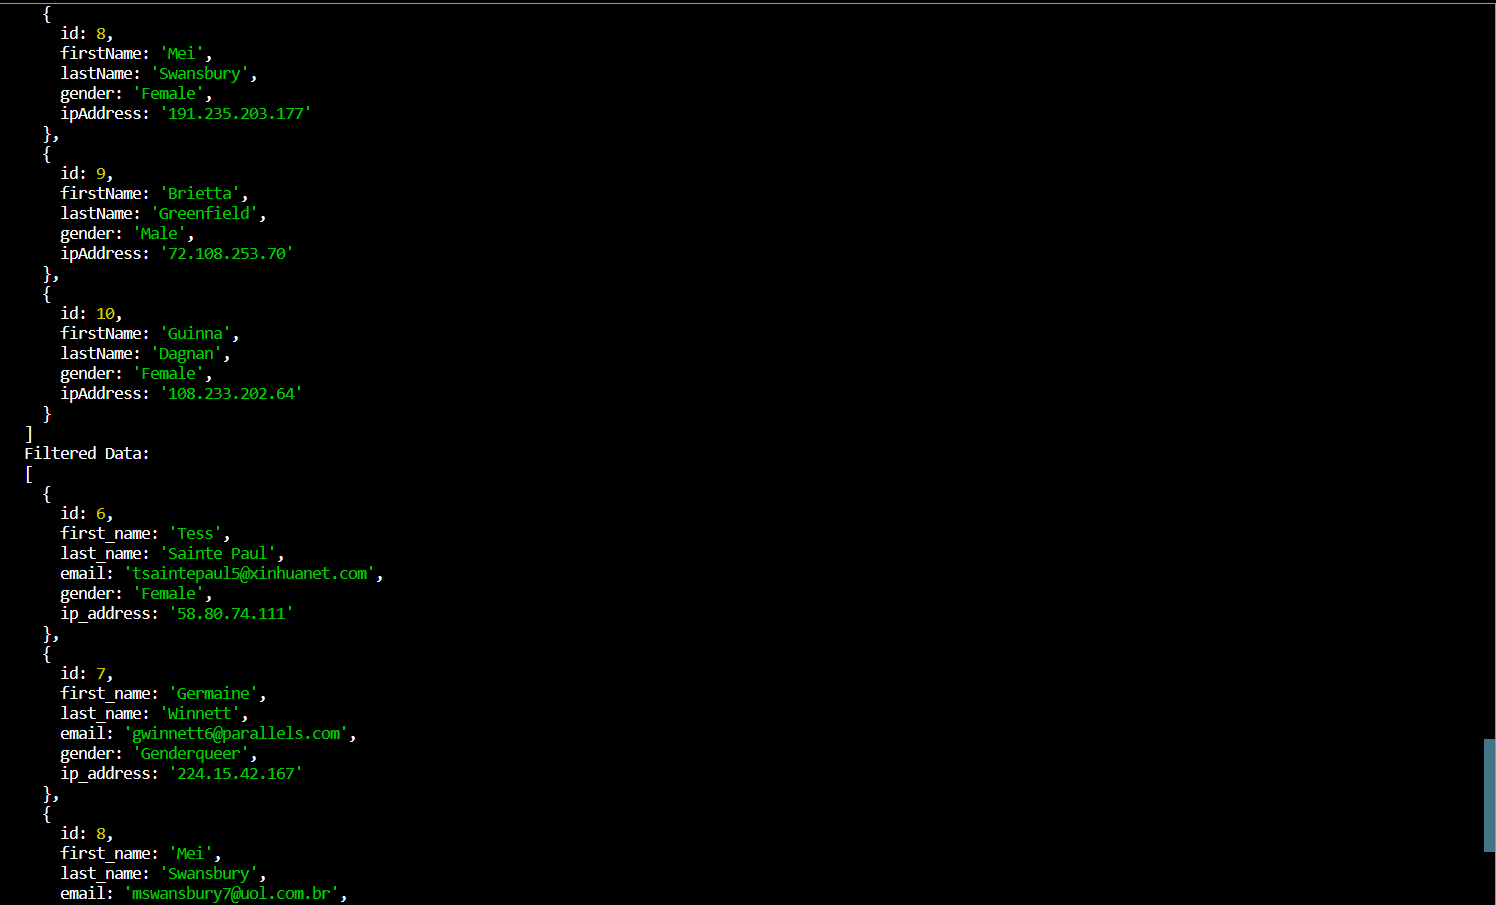 {
id: 8,
firstName: 'Mei',
lastName: 'Swansbury',
gender: 'Female',
ipAddress: '191.235.203.177'
},
{
id: 9,
firstName: 'Brietta',
lastName: 'Greenfield',
gender: 'Male',
ipAddress: '72.108.253.70'
},
{
id: 10,
firstName: 'Guinna',
lastName: 'Dagnan',
gender: 'Female',
ipAddress: '108.233.202.64'
}
]
Filtered Data:
[
{
id: 6,
first_name: 'Tess',
last_name: 'Sainte Paul',
email: 'tsaintepaul5@xinhuanet.com',
gender: 'Female',
ip_address: '58.80.74.111'
},
{
id: 7,
first_name: 'Germaine',
last_name: 'Winnett',
email: 'gwinnett6@parallels.com',
gender: 'Genderqueer',
ip_address: '224.15.42.167'
},
{
id: 8,
first_name: 'Mei',
last_name: 'Swansbury',
email: 'mswansbury7@uol.com.br',